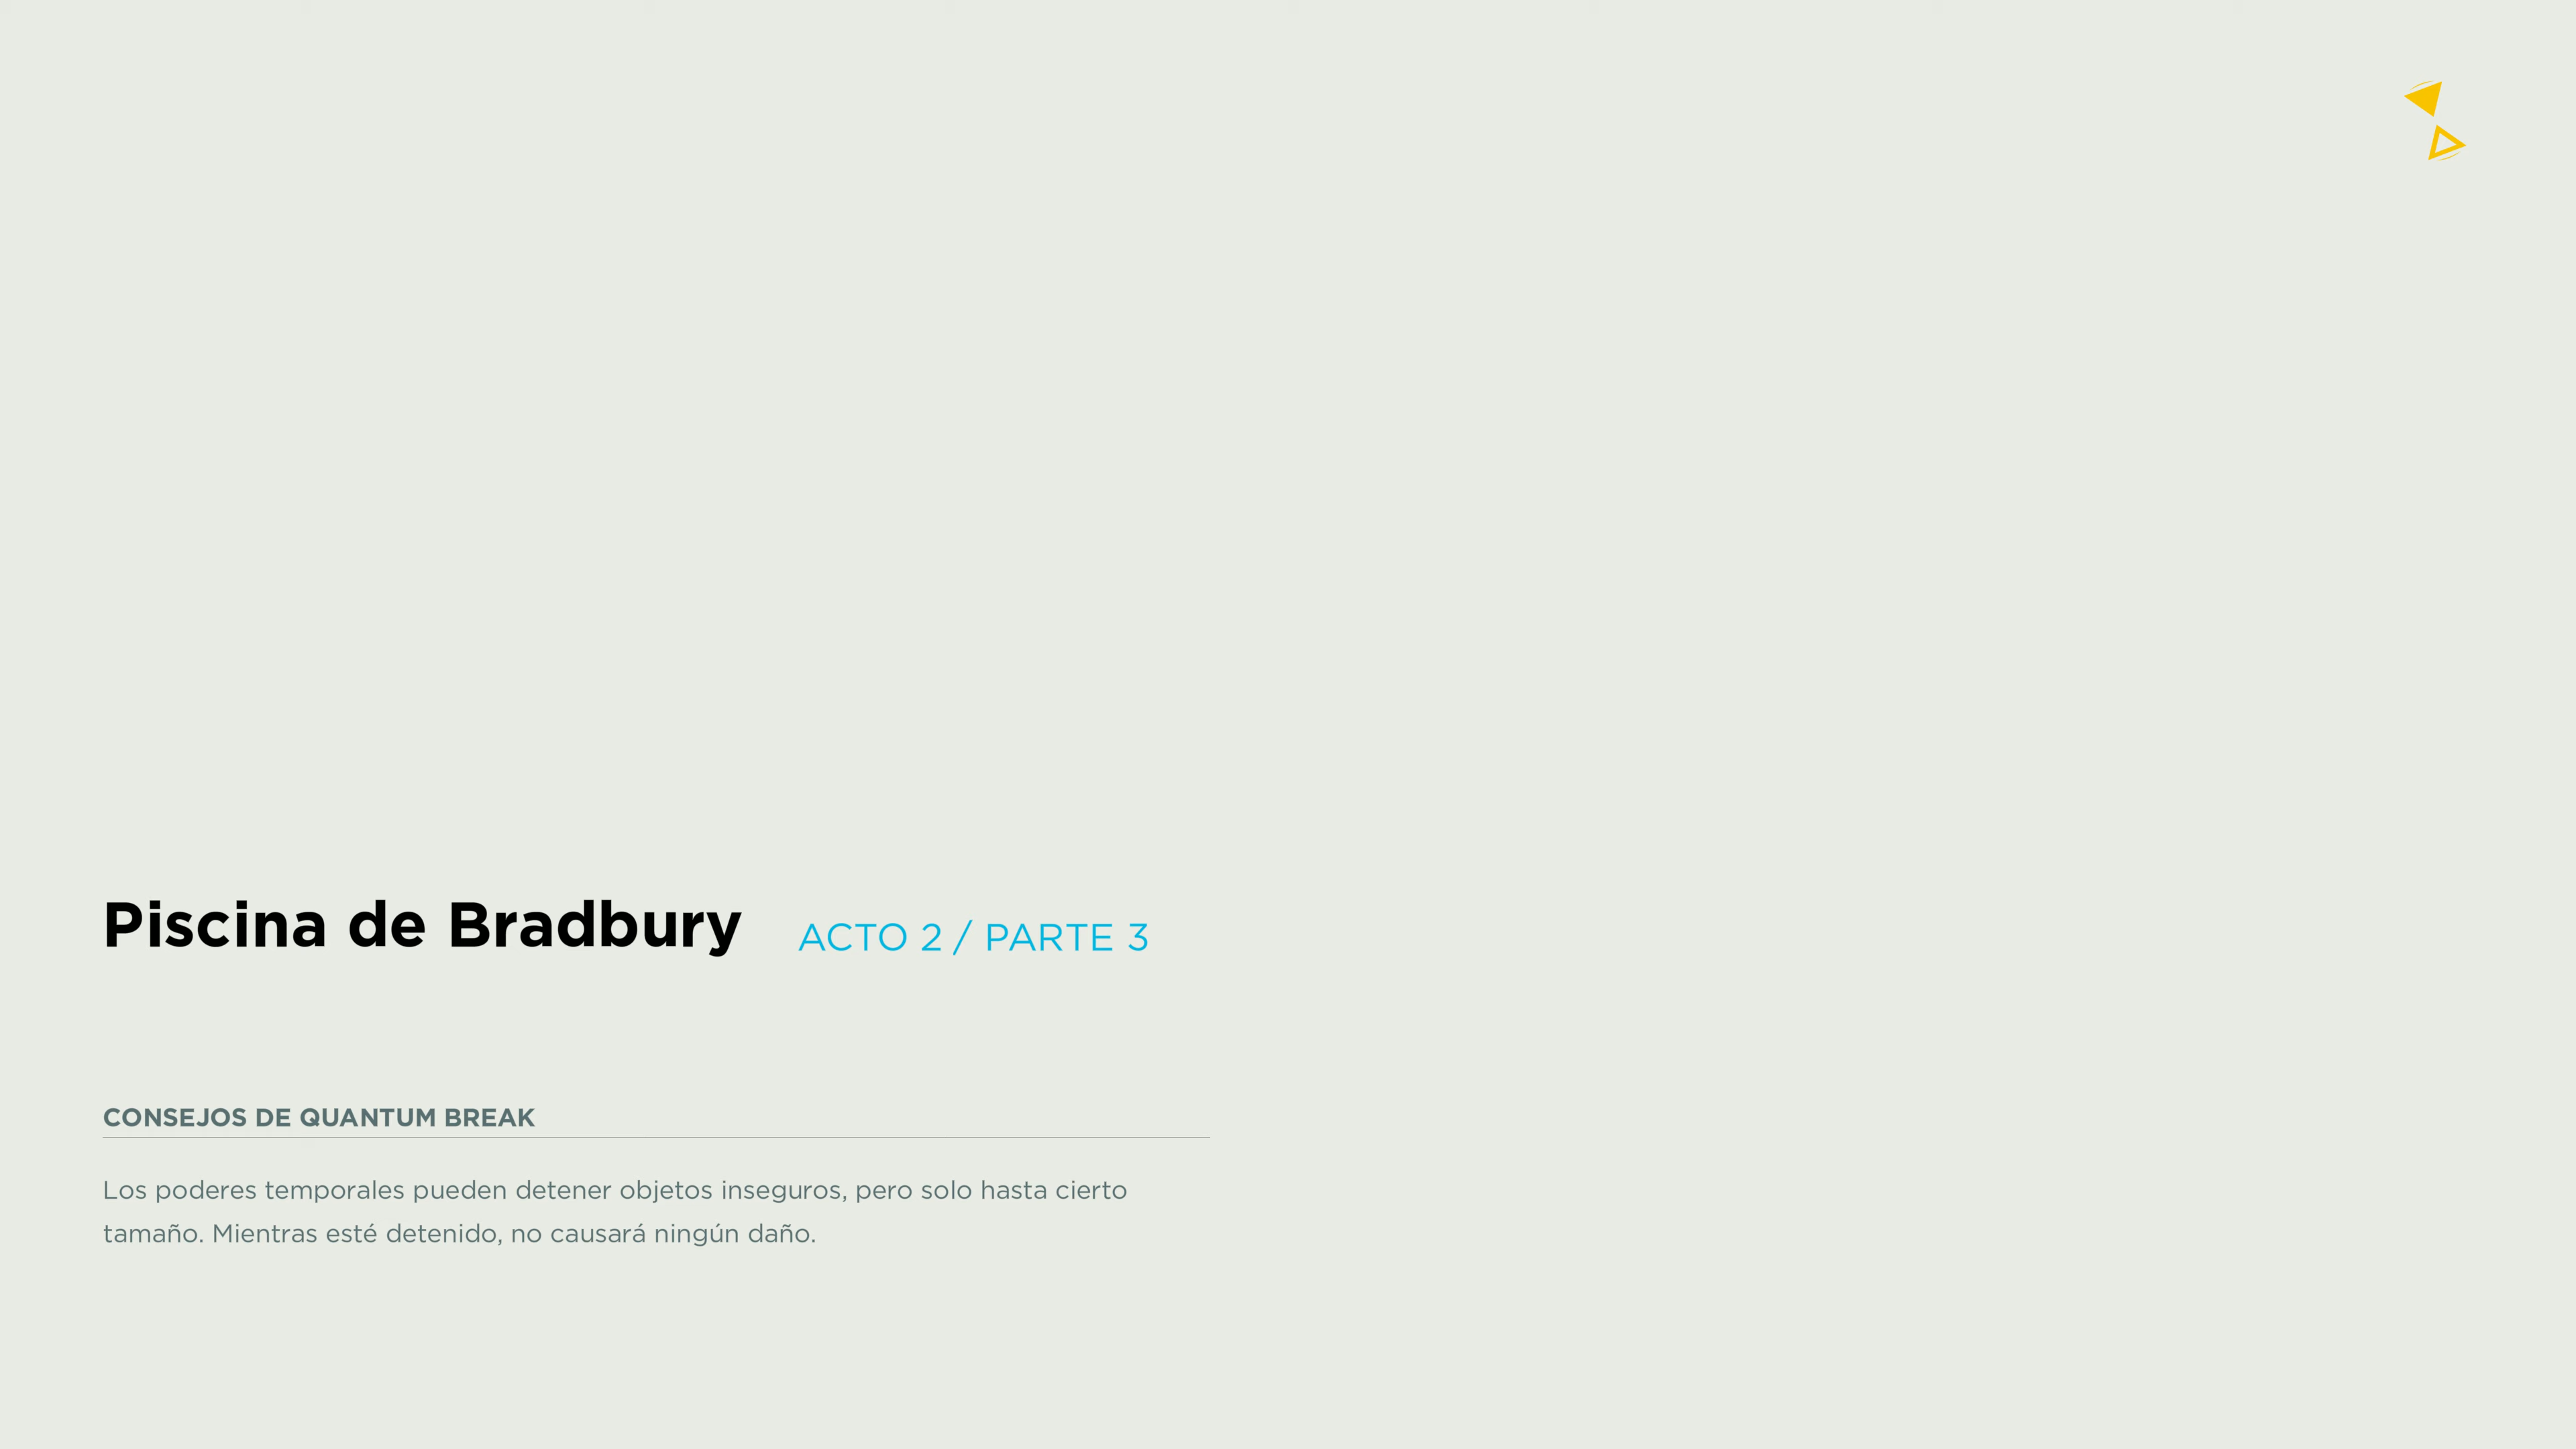 Piscina de Bradbury ACTO 2 / PARTE 3
CONSEJOS DE QUANTUM BREAK
Los poderes temporales pueden detener objetos inseguros, pero solo hasta cierto
tamaño. Mientras esté detenido, no causará ningún daño.